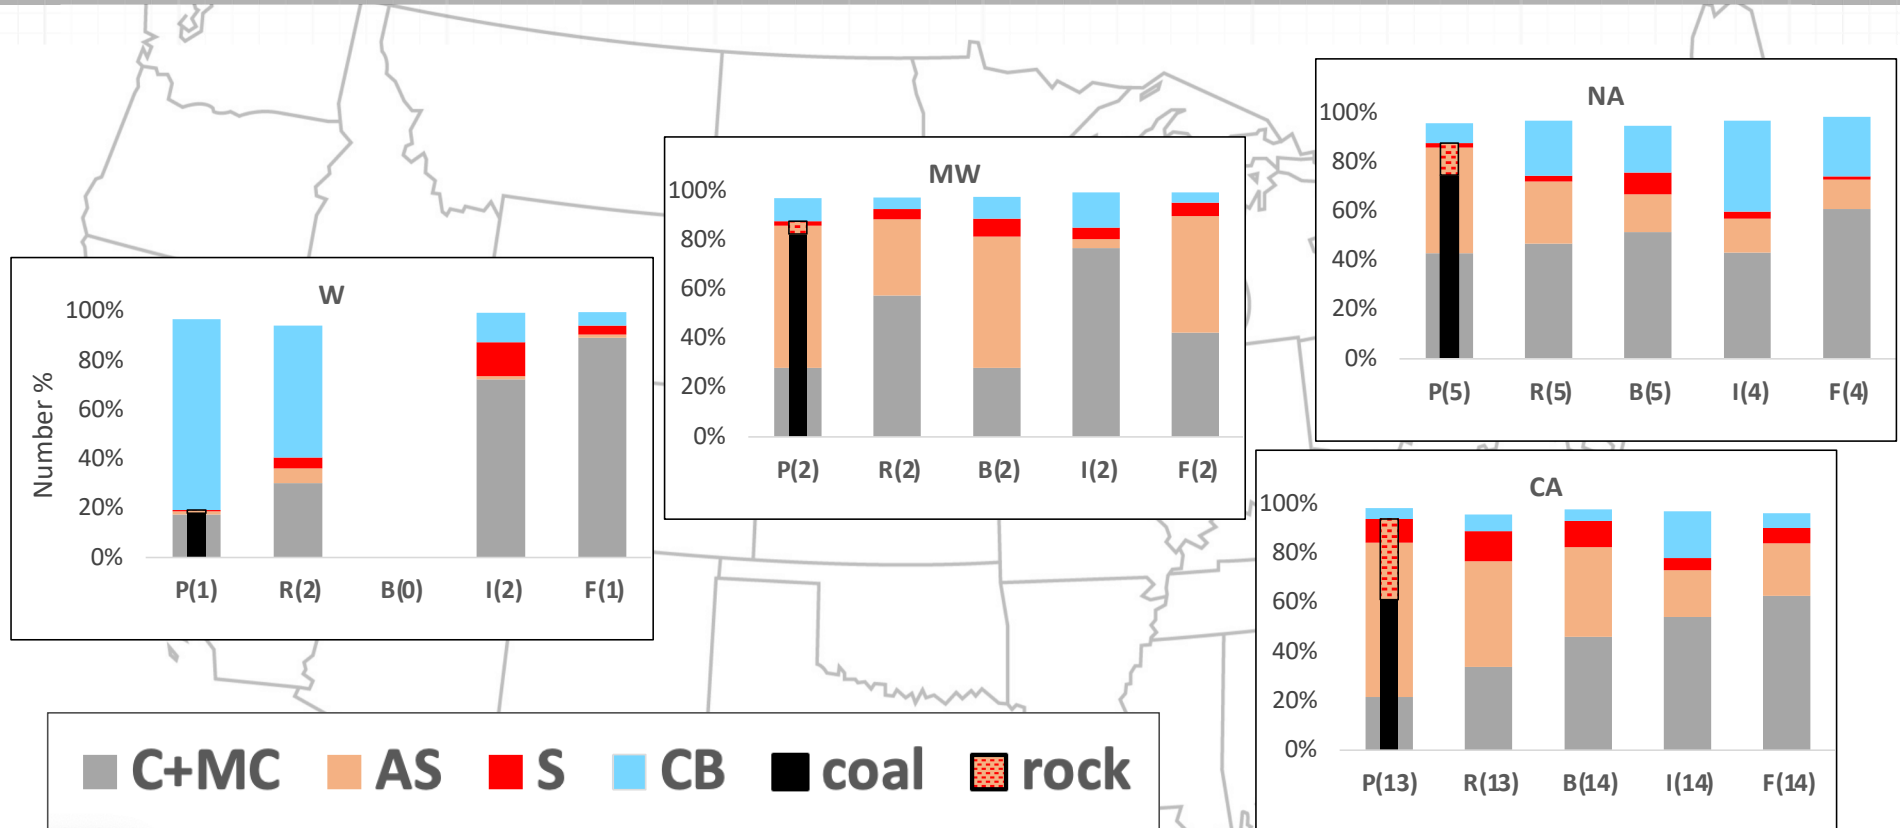 W
Number %
100%
80%
60%
40%
20%
0%
P(1) R(2) B(0) I(2) F(1)
MW
100%
80%
60%
40%
20%
0%
P(2) R(2) B(2) I(2) F(2)
NA
100%
80%
60%
40%
20%
0%
P(5) R(5) B(5) I(4) F(4)
CA
100%
80%
60%
40%
20%
0%
P(13) R(13) B(14) I(14) F(14)
C+MC AS S CB coal rock